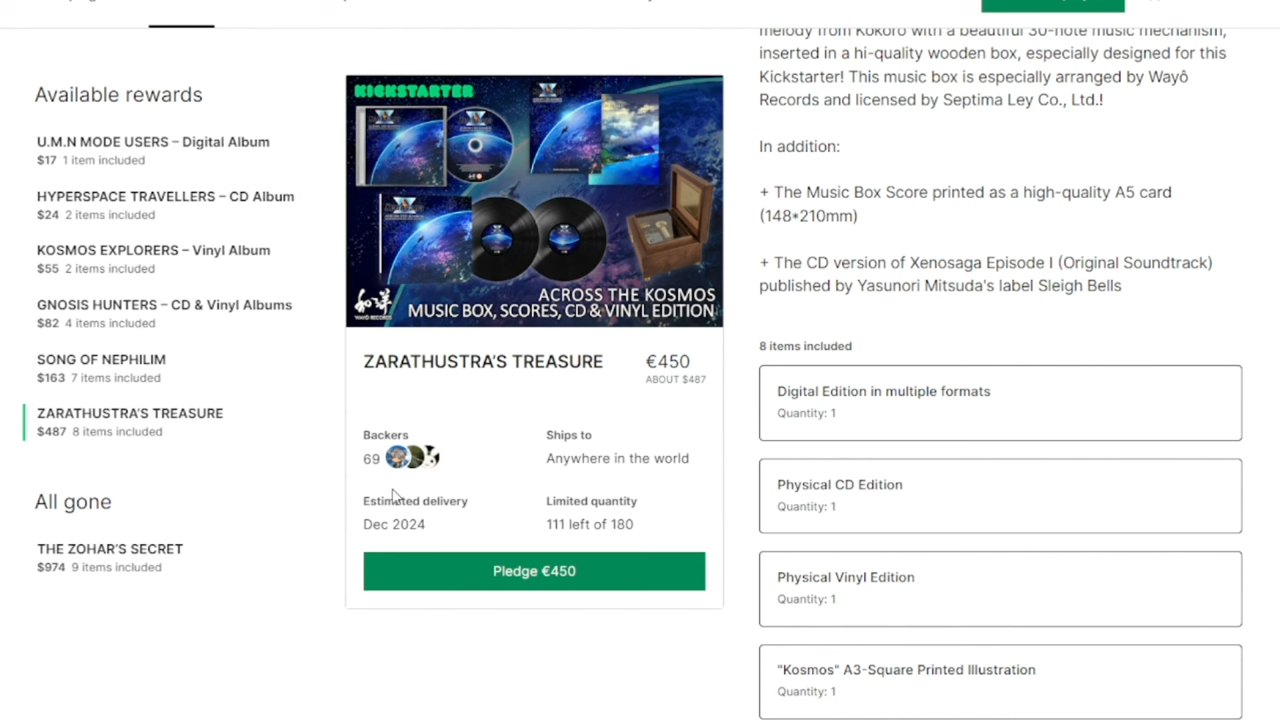 Available rewards
U.M.N MODE USERS – Digital Album
$17 1 item included
HYPERSPACE TRAVELLERS – CD Album
$24 2 items included
KOSMOS EXPLORERS – Vinyl Album
$55 2 items included
GNOSIS HUNTERS – CD & Vinyl Albums
$82 4 items included
SONG OF NEPHILIM
$163 7 items included
ZARATHUSTRA'S TREASURE
$487 8 items included
All gone
THE ZOHAR'S SECRET
$974 9 items included
KICKSTARTER
和洋
WAYÔ RECORDS
ACROSS THE KOSMOS
MUSIC BOX, SCORES, CD & VINYL EDITION
ZARATHUSTRA'S TREASURE
€450
ABOUT $487
Backers
69
Ships to
Anywhere in the world
Estimated delivery
Dec 2024
Limited quantity
111 left of 180
Pledge €450
melody from Kokoro with a beautiful 30-note music mechanism,
inserted in a hi-quality wooden box, especially designed for this
Kickstarter! This music box is especially arranged by Wayô
Records and licensed by Septima Ley Co., Ltd.!
In addition:
+ The Music Box Score printed as a high-quality A5 card
(148*210mm)
+ The CD version of Xenosaga Episode I (Original Soundtrack)
published by Yasunori Mitsuda's label Sleigh Bells
8 items included
Digital Edition in multiple formats
Quantity: 1
Physical CD Edition
Quantity: 1
Physical Vinyl Edition
Quantity: 1
"Kosmos" A3-Square Printed Illustration
Quantity: 1